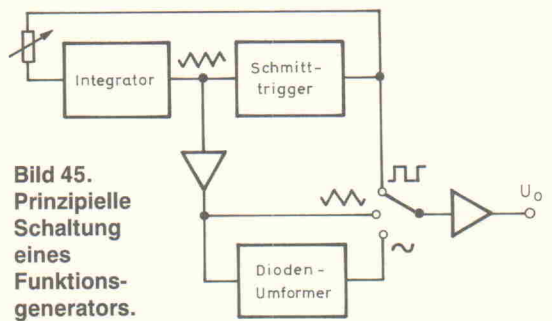 Integrator
Schmitt-
trigger
Bild 45.
Prinzipielle
Schaltung
eines
Funktions-
generators.
U₀
Dioden-
Umformer